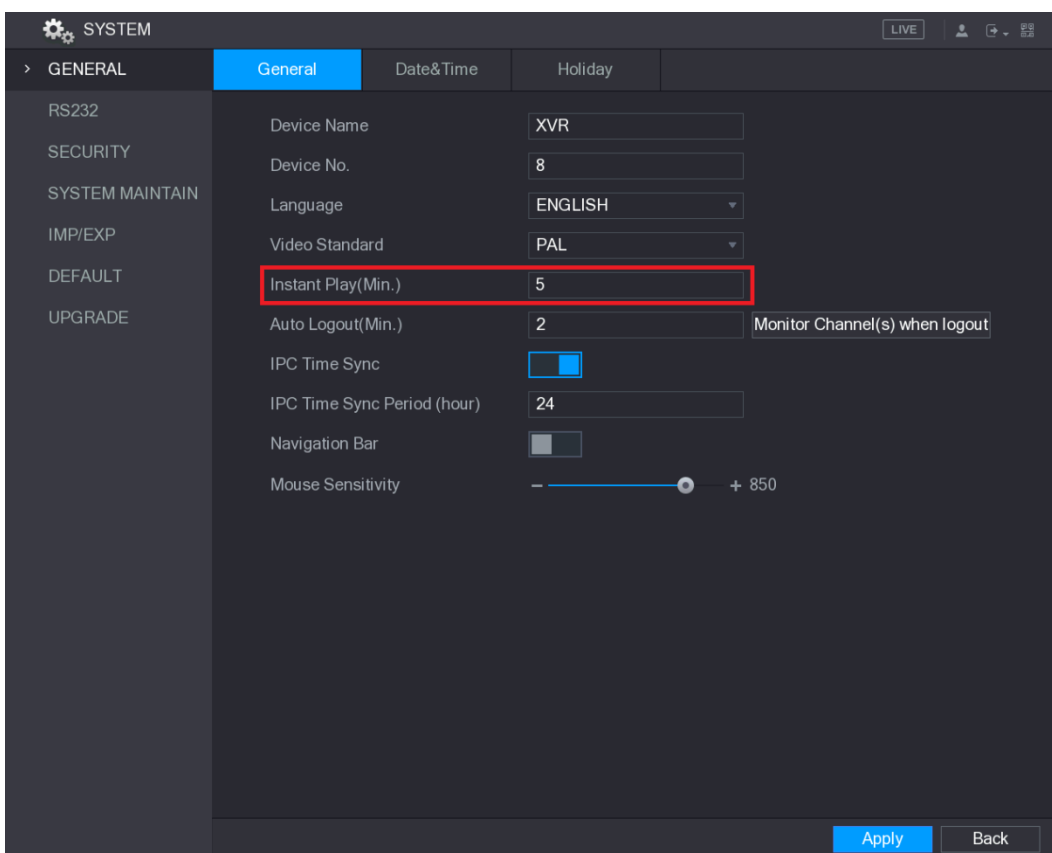 SYSTEM
LIVE
GENERAL
General Date&Time Holiday
RS232
SECURITY
SYSTEM MAINTAIN
IMP/EXP
DEFAULT
UPGRADE
Device Name XVR
Device No. 8
Language ENGLISH
Video Standard PAL
Instant Play(Min.) 5
Auto Logout(Min.) 2 Monitor Channel(s) when logout
IPC Time Sync
IPC Time Sync Period (hour) 24
Navigation Bar
Mouse Sensitivity − + 850
Apply Back